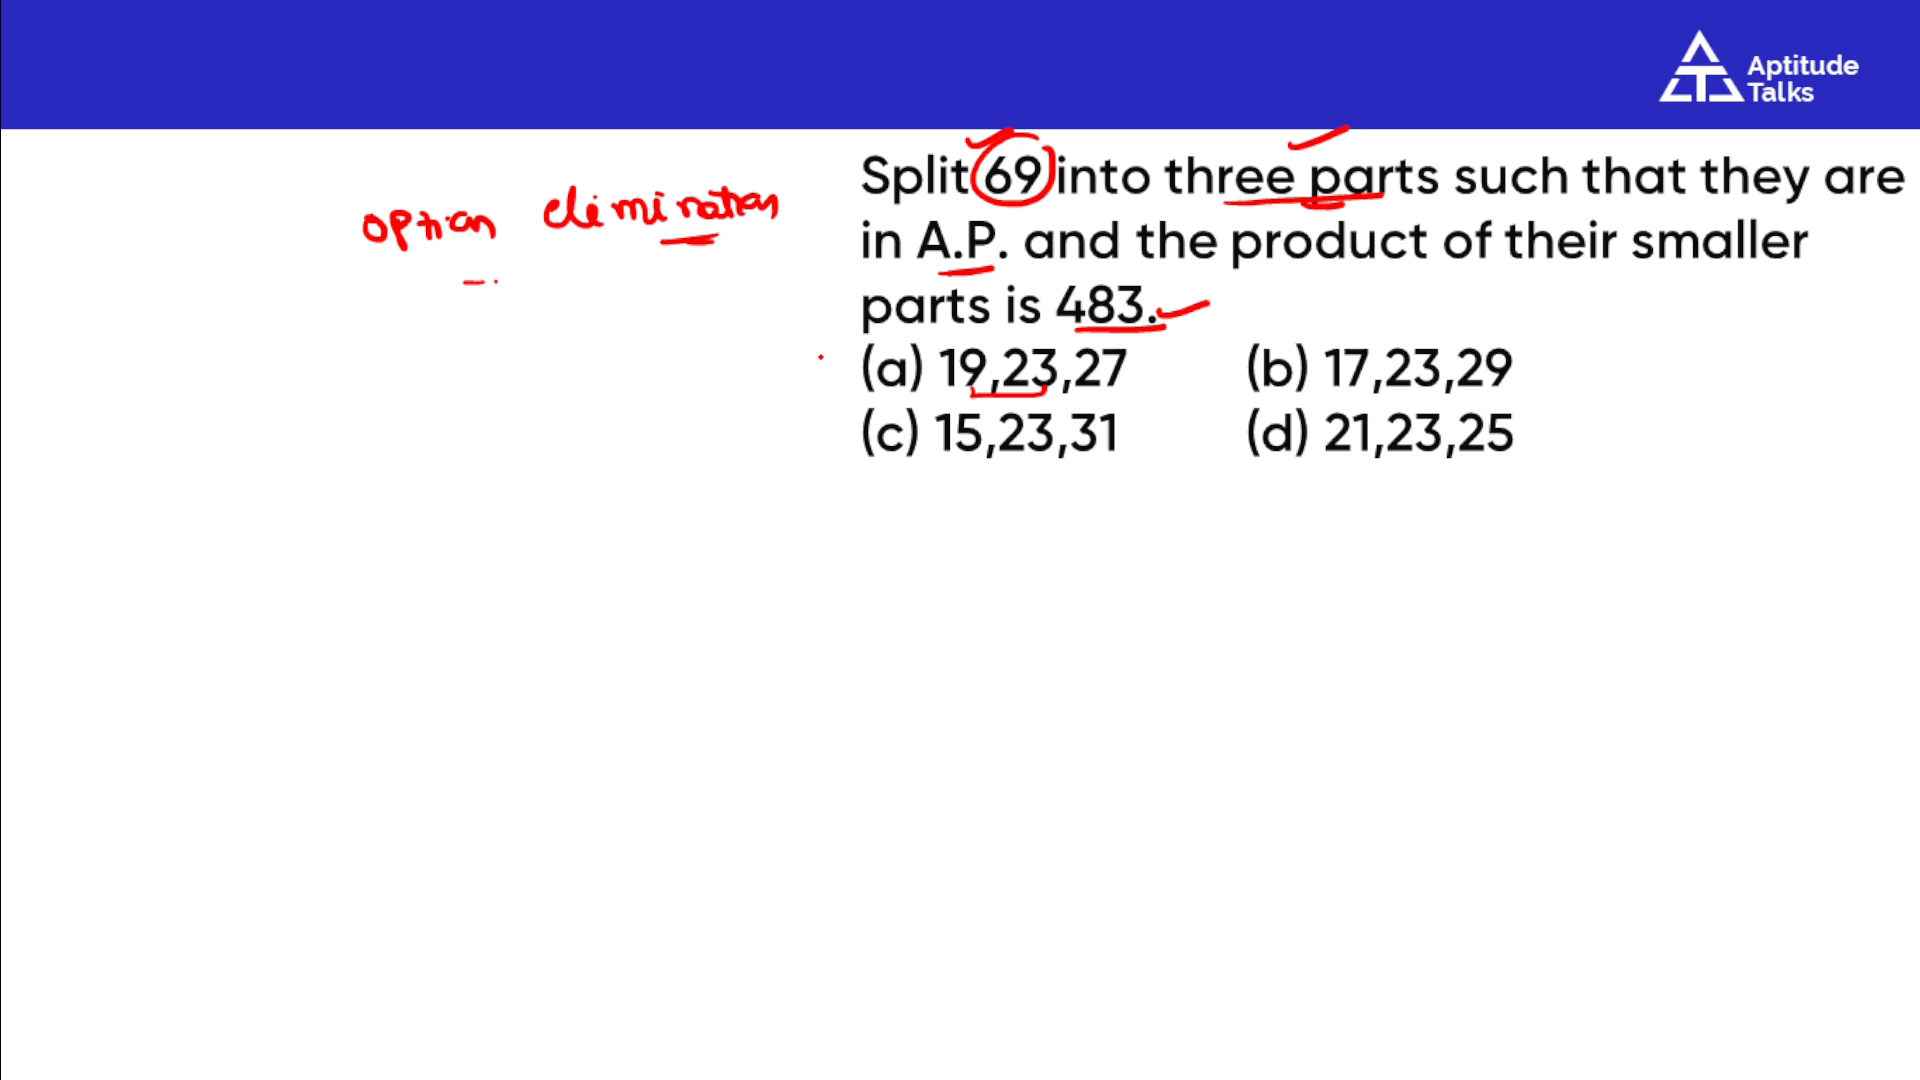 Aptitude
Talks
Split 69 into three parts such that they are
in A.P. and the product of their smaller
parts is 483.
(a) 19,23,27 (b) 17,23,29
(c) 15,23,31 (d) 21,23,25
option elimination